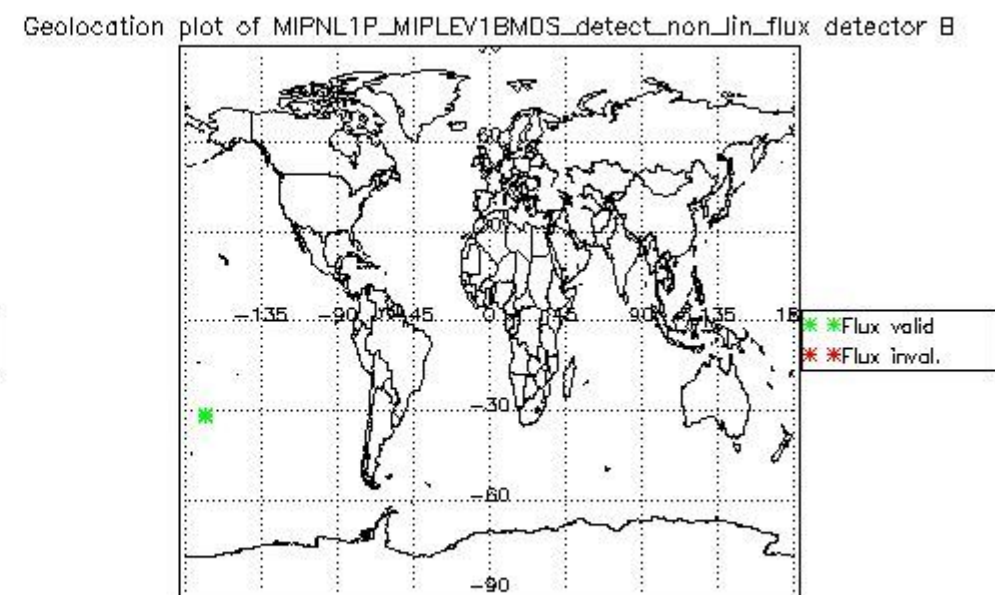 Geolocation plot of MIPNL1P_MIPLEV1BMDS_detect_non_lin_flux detector B
60
-135 -90 45 0 45 90 135 18
Flux valid
Flux inval.
-30
-60
-90